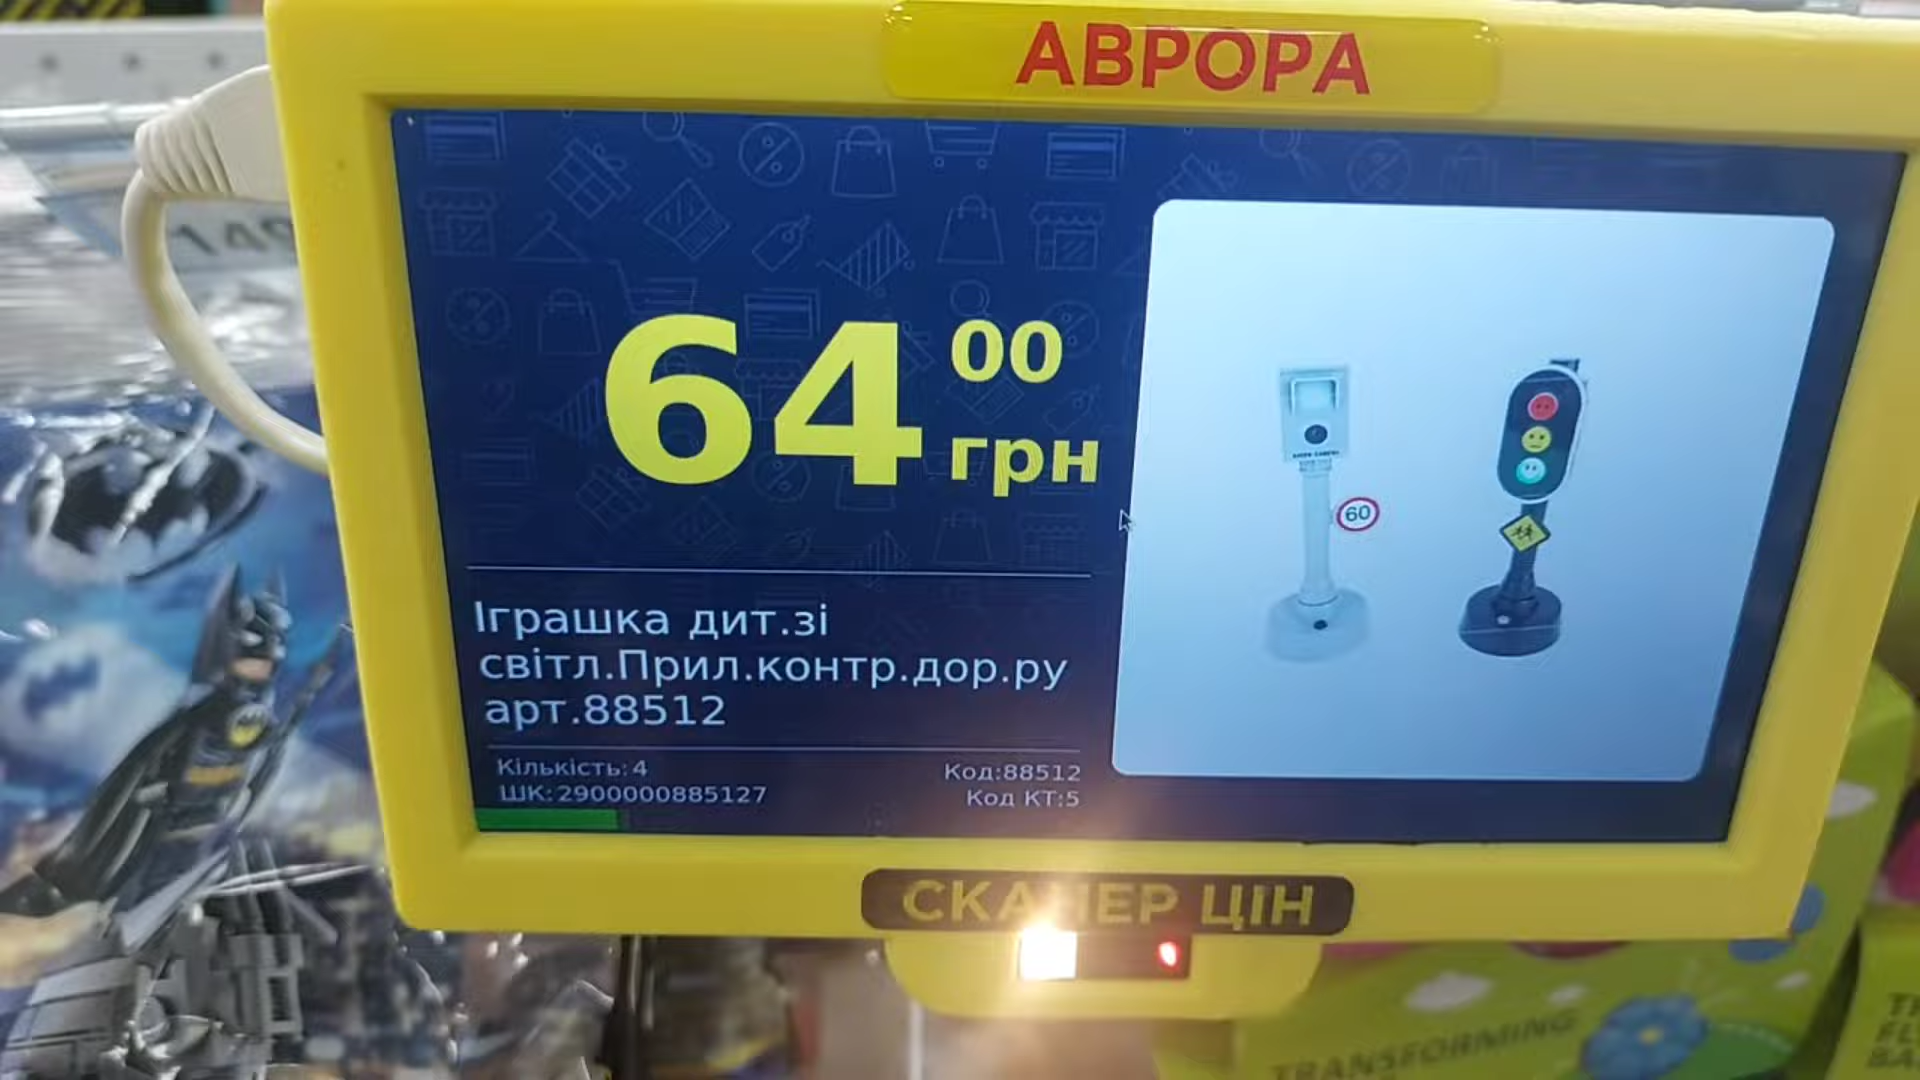 АВРОРА
64 00 грн
60
Іграшка дит.зі
світл.Прил.контр.дор.ру
арт.88512
Кількість:4
Код:88512
ШК:2900000885127
Код КТ:5
СКАНЕР ЦІН
TRANSFORMING